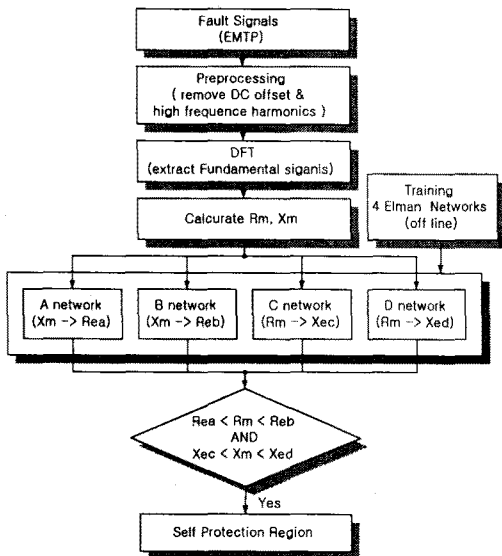 Fault Signals
(EMTP)
Preprocessing
( remove DC offset &
high frequence harmonics )
DFT
(extract Fundamental siganls)
Calcurate Rm, Xm
Training
4 Elman Networks
(off line)
A network
(Xm -> Rea)
B network
(Xm -> Reb)
C network
(Rm -> Xec)
D network
(Rm -> Xed)
Rea < Rm < Reb
AND
Xec < Xm < Xed
Yes
Self Protection Region